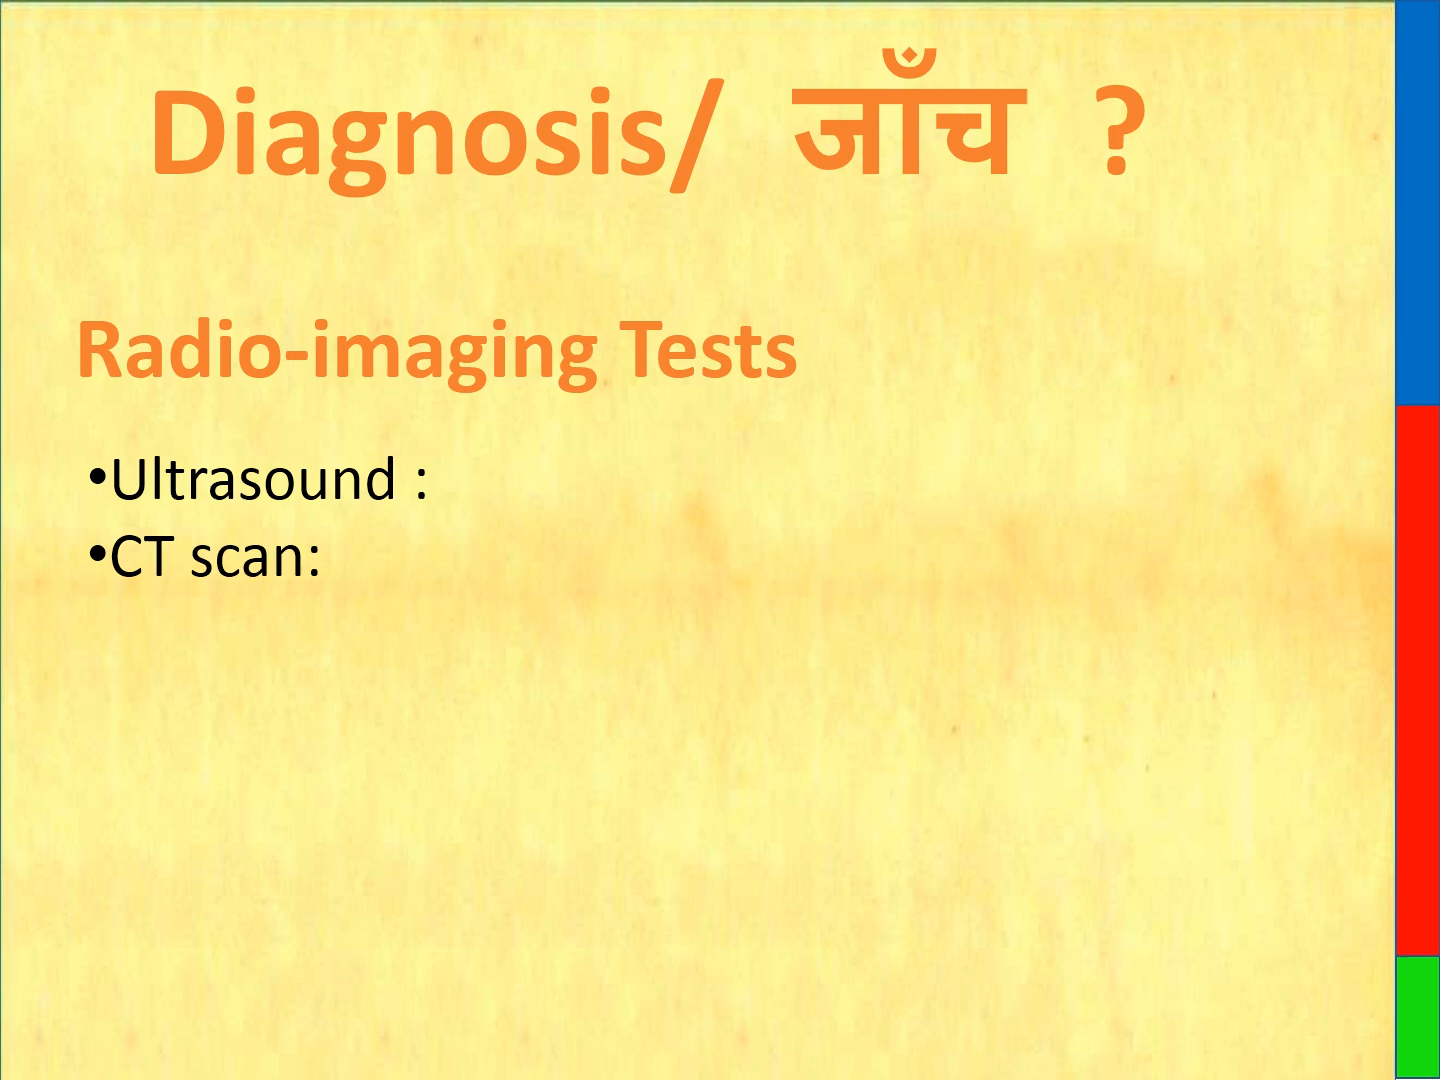 Diagnosis/ जाँच ?
Radio-imaging Tests
•Ultrasound :
•CT scan: